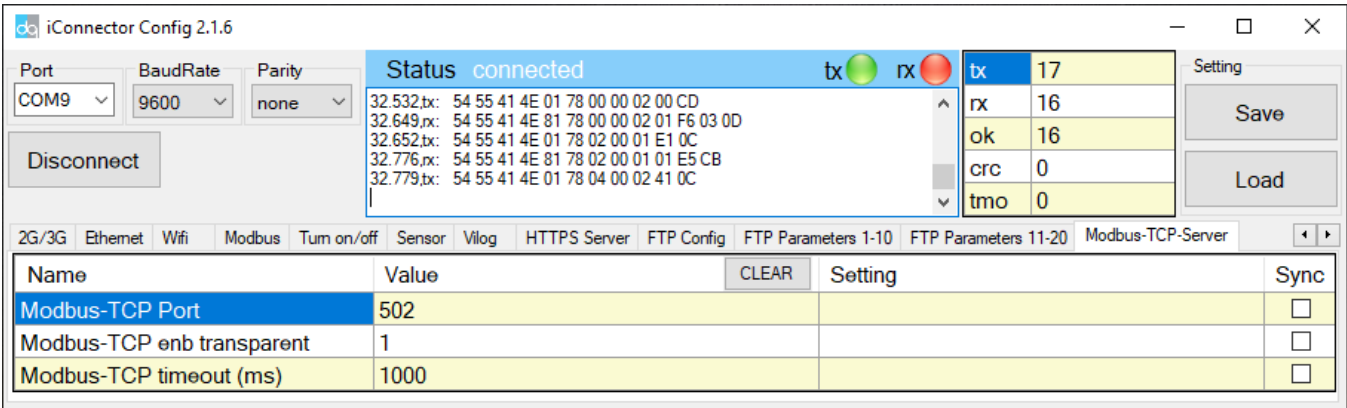 iConnector Config 2.1.6
Port BaudRate Parity
COM9 9600 none
Disconnect
Status connected tx rx
32.532,tx: 54 55 41 4E 01 78 00 00 02 00 CD
32.649,rx: 54 55 41 4E 81 78 00 00 02 01 F6 03 0D
32.652,tx: 54 55 41 4E 01 78 02 00 01 E1 0C
32.776,rx: 54 55 41 4E 81 78 02 00 01 01 E5 CB
32.779,tx: 54 55 41 4E 01 78 04 00 02 41 0C
tx 17
rx 16
ok 16
crc 0
tmo 0
Setting
Save
Load
2G/3G Ethernet Wifi Modbus Turn on/off Sensor Vilog HTTPS Server FTP Config FTP Parameters 1-10 FTP Parameters 11-20 Modbus-TCP-Server
Name Value CLEAR Setting Sync
Modbus-TCP Port 502
Modbus-TCP enb transparent 1
Modbus-TCP timeout (ms) 1000